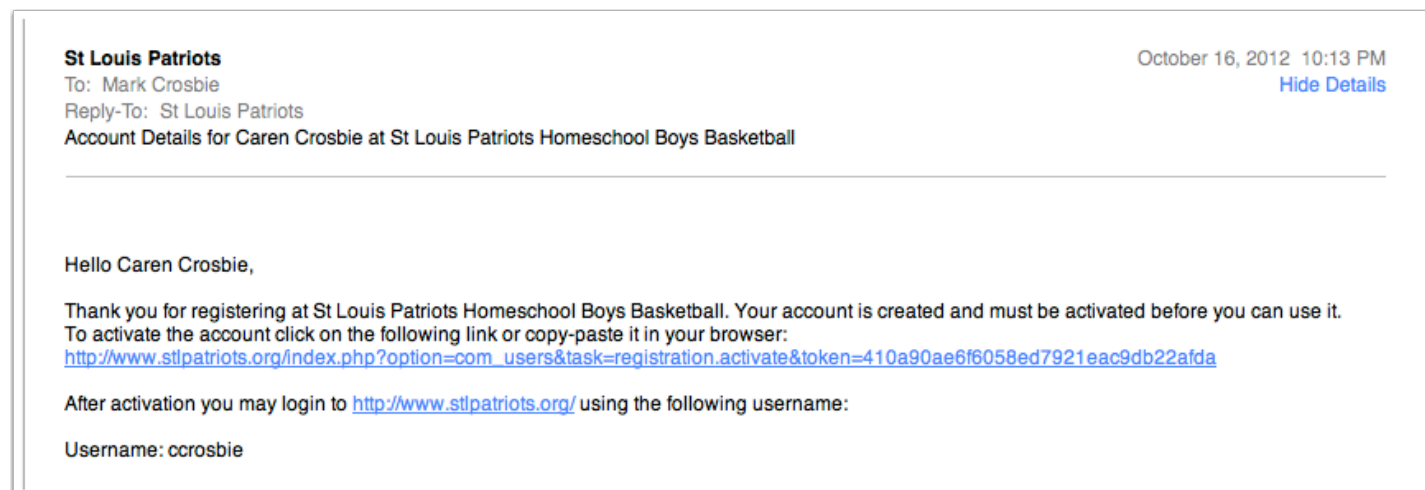 St Louis Patriots
October 16, 2012 10:13 PM
To: Mark Crosbie
Hide Details
Reply-To: St Louis Patriots
Account Details for Caren Crosbie at St Louis Patriots Homeschool Boys Basketball
Hello Caren Crosbie,
Thank you for registering at St Louis Patriots Homeschool Boys Basketball. Your account is created and must be activated before you can use it.
To activate the account click on the following link or copy-paste it in your browser:
http://www.stlpatriots.org/index.php?option=com_users&task=registration.activate&token=410a90ae6f6058ed7921eac9db22afda
After activation you may login to http://www.stlpatriots.org/ using the following username:
Username: ccrosbie